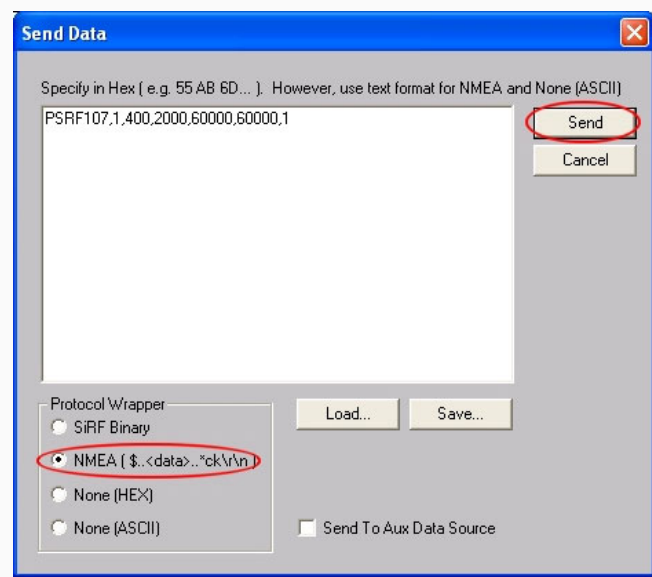 Send Data
Specify in Hex ( e.g. 55 AB 6D... ).  However, use text format for NMEA and None (ASCII)
PSRF107,1,400,2000,60000,60000,1
Send
Cancel
Protocol Wrapper
SiRF Binary
NMEA ( $..<data>..*ck\r\n )
None (HEX)
None (ASCII)
Load...
Save...
Send To Aux Data Source